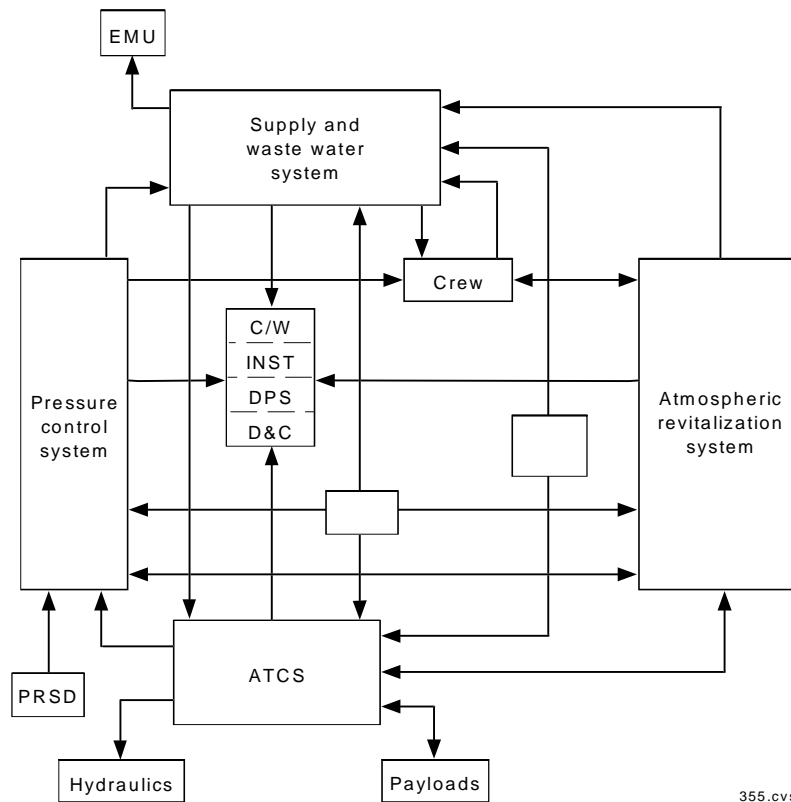 EMU
Supply and
waste water
system
Crew
C/W
INST
DPS
D&C
Pressure
control
system
Atmospheric
revitalization
system
ATCS
PRSD
Hydraulics
Payloads
355.cvs